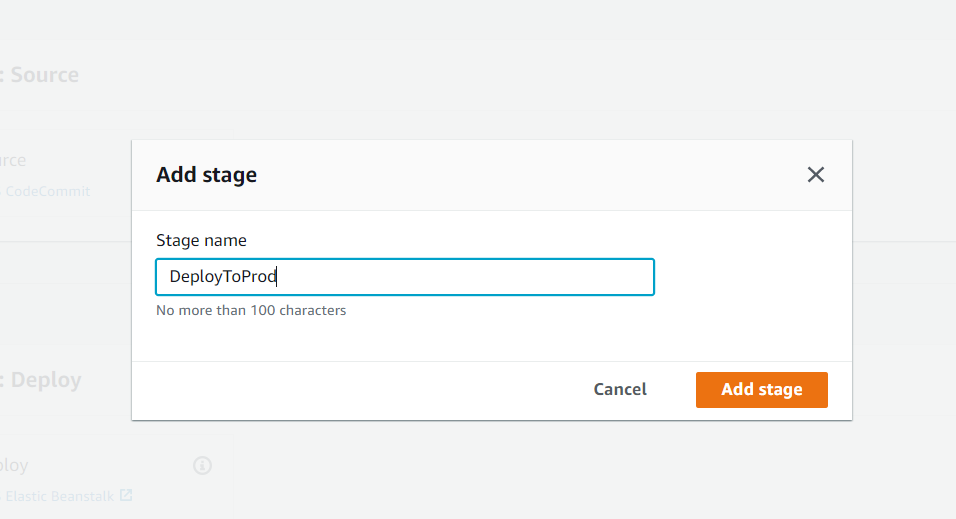 : Source
urce
CodeCommit
Add stage
Stage name
DeployToProd
No more than 100 characters
Cancel
Add stage
: Deploy
ploy
Elastic Beanstalk